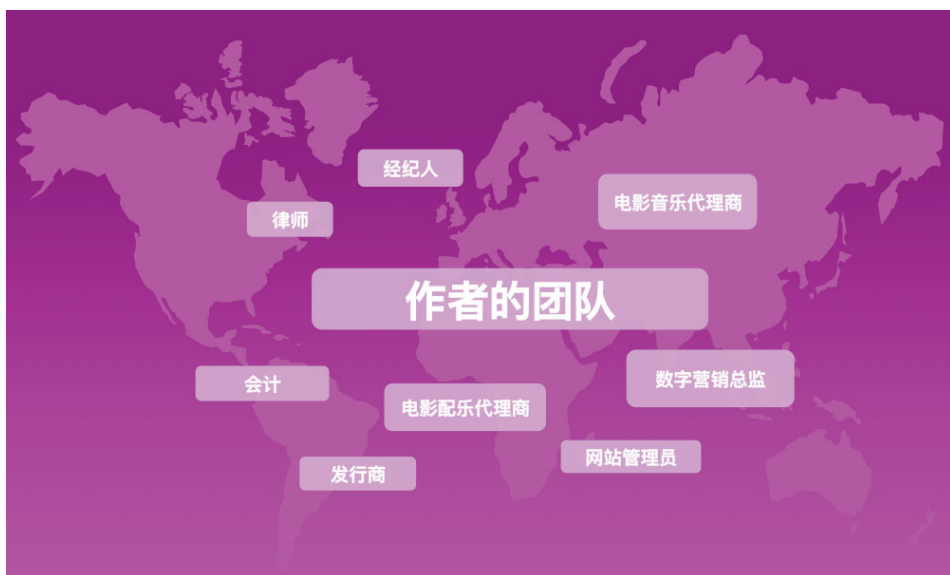 经纪人
电影音乐代理商
律师
作者的团队
会计
数字营销总监
电影配乐代理商
网站管理员
发行商